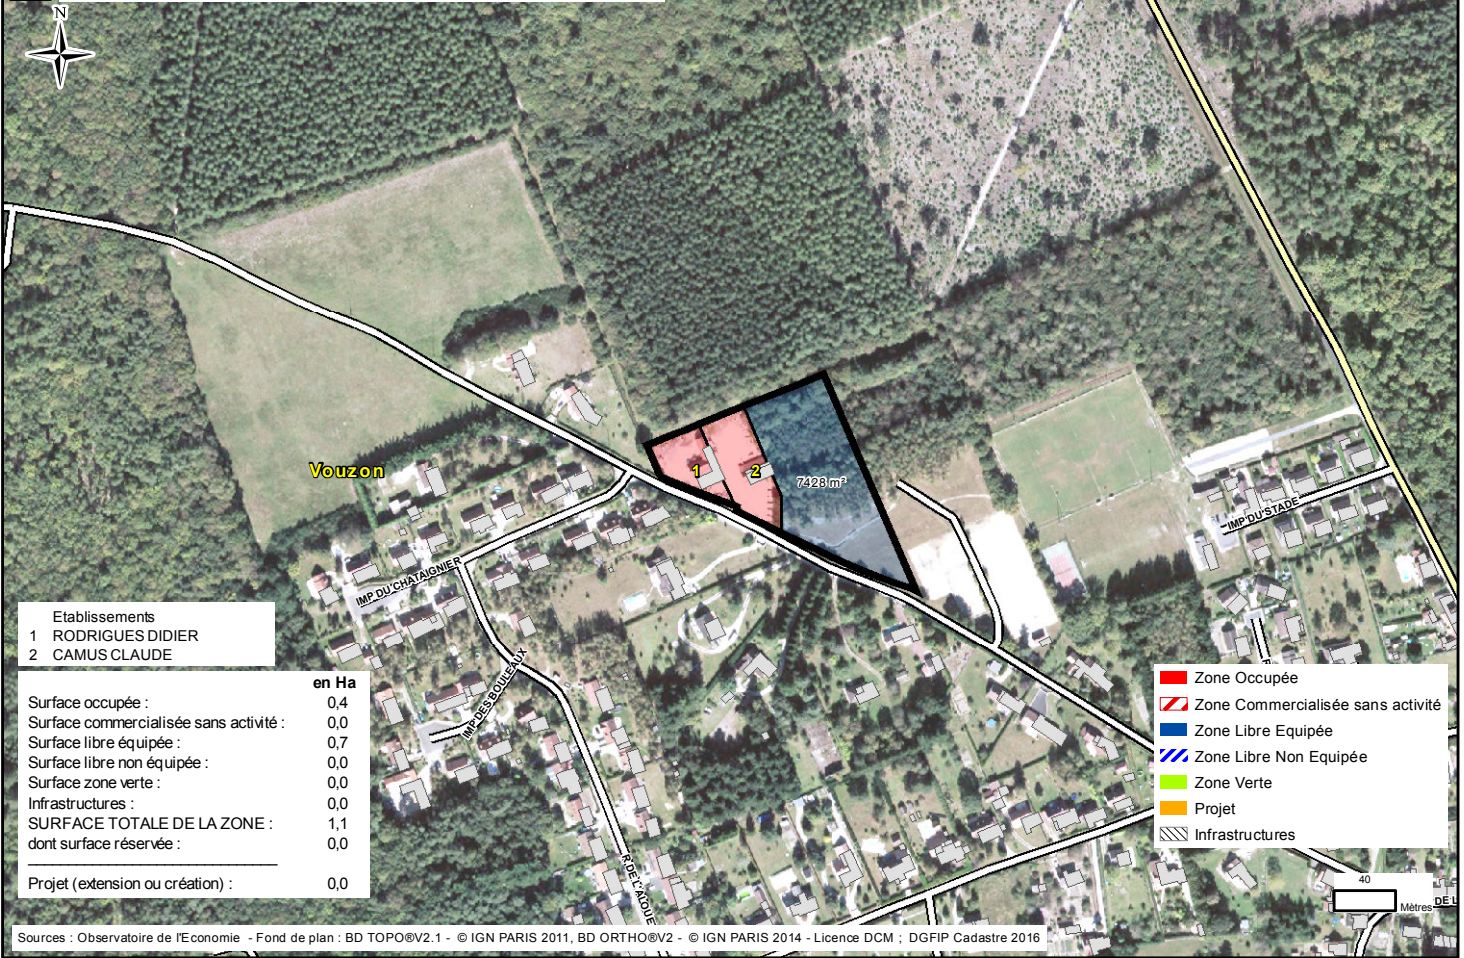 N
Vouzon
1
2
7428 m²
IMP DU STADE
IMP DU CHATAIGNIER
IMP DES BOULEAUX
R DE L'ALOUE
Etablissements
1 RODRIGUES DIDIER
2 CAMUS CLAUDE
en Ha
Surface occupée : 0,4
Surface commercialisée sans activité : 0,0
Surface libre équipée : 0,7
Surface libre non équipée : 0,0
Surface zone verte : 0,0
Infrastructures : 0,0
SURFACE TOTALE DE LA ZONE : 1,1
dont surface réservée : 0,0
Projet (extension ou création) : 0,0
Zone Occupée
Zone Commercialisée sans activité
Zone Libre Equipée
Zone Libre Non Equipée
Zone Verte
Projet
Infrastructures
40
Mètres
DE L
Sources : Observatoire de l'Economie - Fond de plan : BD TOPO®V2.1 - © IGN PARIS 2011, BD ORTHO®V2 - © IGN PARIS 2014 - Licence DCM ; DGFIP Cadastre 2016